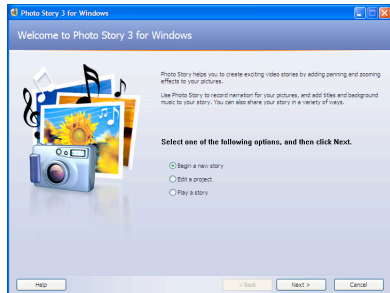 Photo Story 3 for Windows
Welcome to Photo Story 3 for Windows
Photo Story helps you to create exciting video stories by adding panning and zooming
effects to your pictures.
Use Photo Story to record narration for your pictures, and add titles and background
music to your story. You can also share your story in a variety of ways.
Select one of the following options, and then click Next.
Begin a new story
Edit a project
Play a story
Help
< Back
Next >
Cancel